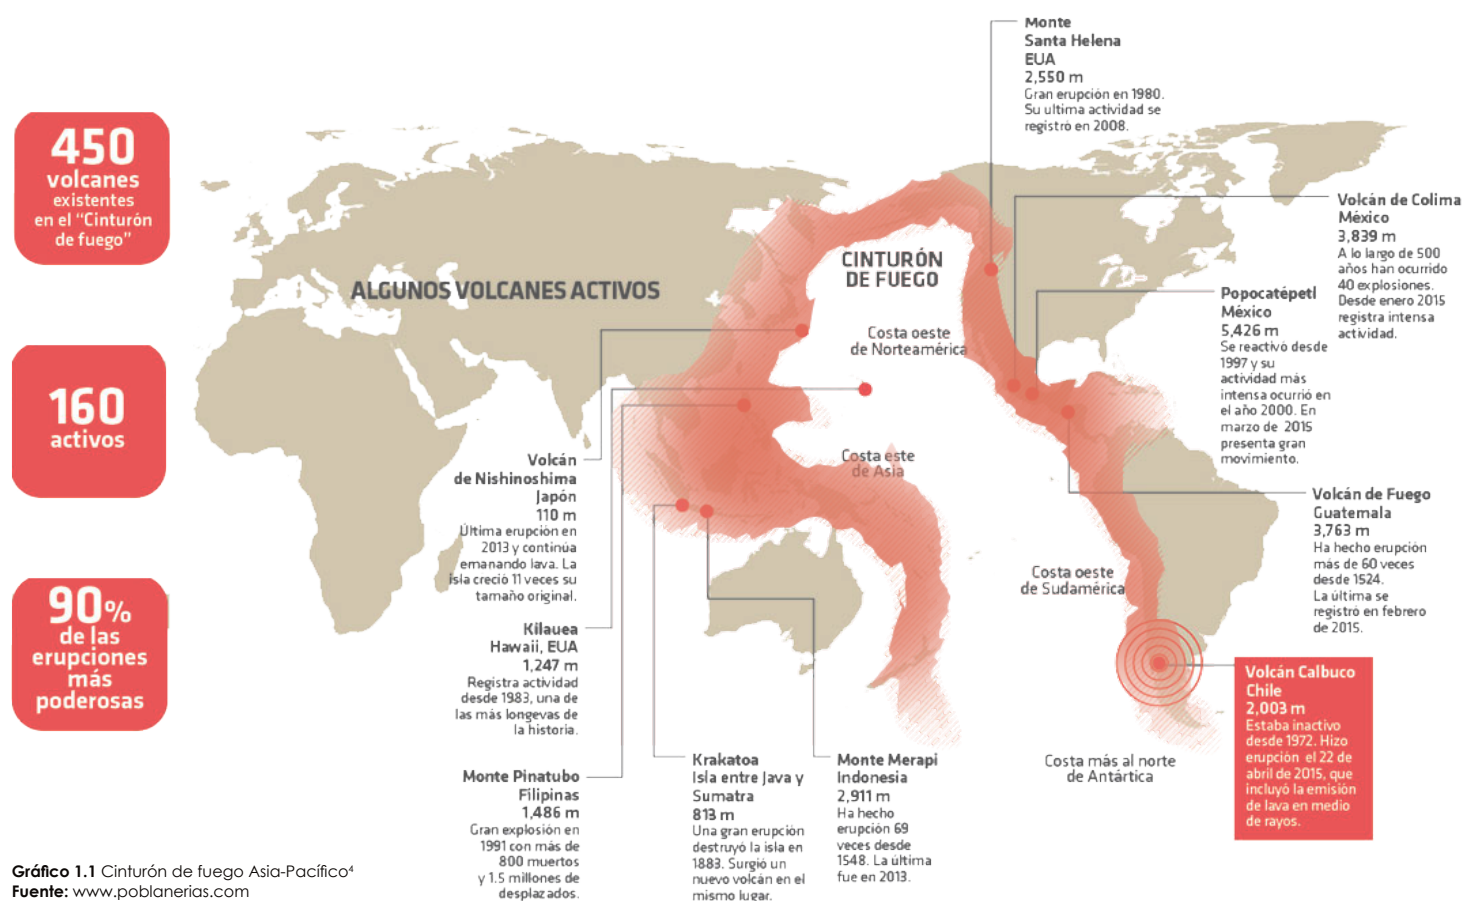 450
volcanes
existentes
en el “Cinturón
de fuego”
160
activos
90%
de las
erupciones
más
poderosas
ALGUNOS VOLCANES ACTIVOS
CINTURÓN
DE FUEGO
Costa oeste
de Norteamérica
Costa este
de Asia
Costa oeste
de Sudamérica
Costa más al norte
de Antártica
Monte
Santa Helena
EUA
2,550 m
Gran erupción en 1980.
Su ultima actividad se
registró en 2008.
Volcán de Colima
México
3,839 m
A lo largo de 500
años han ocurrido
40 explosiones.
Desde enero 2015
registra intensa
actividad.
Popocatépetl
México
5,426 m
Se reactivó desde
1997 y su
actividad más
intensa ocurrió en
el año 2000. En
marzo de 2015
presenta gran
movimiento.
Volcán de Fuego
Guatemala
3,763 m
Ha hecho erupción
más de 60 veces
desde 1524.
La última se
registró en febrero
de 2015.
Volcán Calbuco
Chile
2,003 m
Estaba inactivo
desde 1972. Hizo
erupción el 22 de
abril de 2015, que
incluyó la emisión
de lava en medio
de rayos.
Volcán
de Nishinoshima
Japón
110 m
Última erupción en
2013 y continúa
emanando lava. La
isla creció 11 veces su
tamaño original.
Kilauea
Hawaii, EUA
1,247 m
Registra actividad
desde 1983, una de
las más longevas de
la historia.
Monte Pinatubo
Filipinas
1,486 m
Gran explosión en
1991 con más de
800 muertos
y 1.5 millones de
desplazados.
Krakatoa
Isla entre Java y
Sumatra
813 m
Una gran erupción
destruyó la isla en
1883. Surgió un
nuevo volcán en el
mismo lugar.
Monte Merapi
Indonesia
2,911 m
Ha hecho
erupción 69
veces desde
1548. La última
fue en 2013.
Gráfico 1.1 Cinturón de fuego Asia-Pacífico⁴
Fuente: www.poblanerias.com